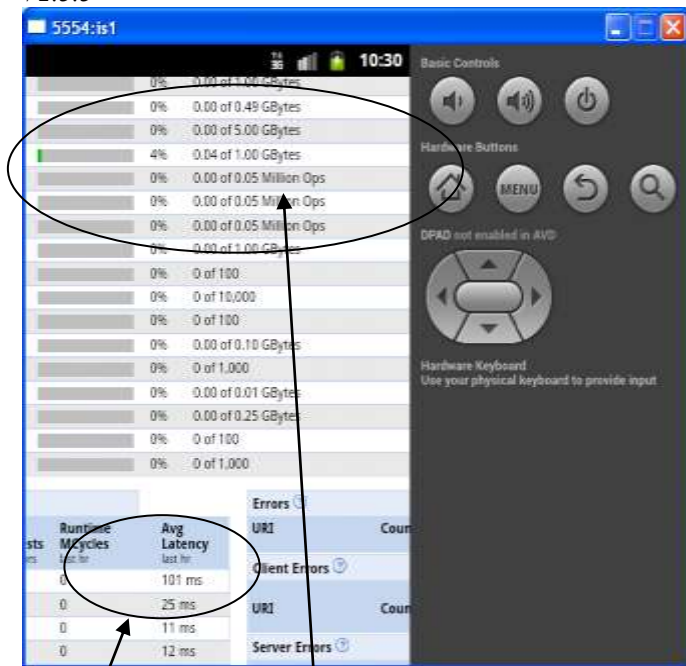 5554:is1
3G 10:30
0% 0.00 of 1.00 GBytes
0% 0.00 of 0.49 GBytes
0% 0.00 of 5.00 GBytes
4% 0.04 of 1.00 GBytes
0% 0.00 of 0.05 Million Ops
0% 0.00 of 0.05 Million Ops
0% 0.00 of 0.05 Million Ops
0% 0.00 of 1.00 GBytes
0% 0 of 100
0% 0 of 10,000
0% 0 of 100
0% 0.00 of 0.10 GBytes
0% 0 of 1,000
0% 0.00 of 0.01 GBytes
0% 0.00 of 0.25 GBytes
0% 0 of 100
0% 0 of 1,000
sts Runtime MCycles last hr Avg Latency last hr
0 101 ms
0 25 ms
0 11 ms
0 12 ms
Errors ?
URI Coun
Client Errors ?
URI Coun
Server Errors ?
Basic Controls
Hardware Buttons
MENU
DPAD not enabled in AVD
Hardware Keyboard
Use your physical keyboard to provide input